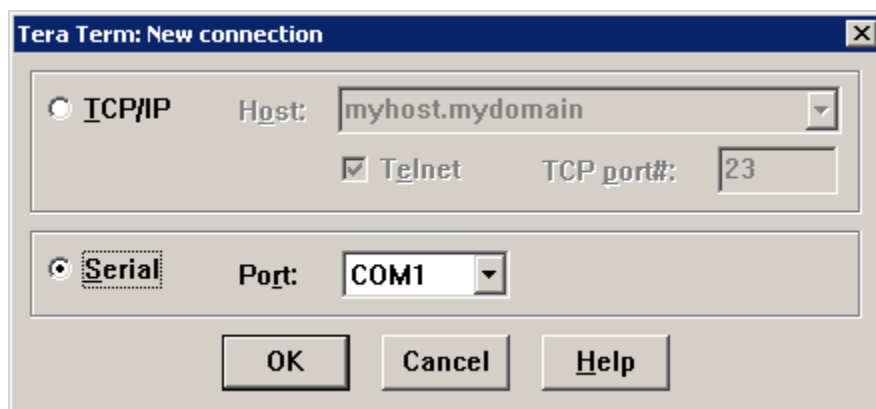 Tera Term: New connection
TCP/IP Host: myhost.mydomain
Telnet TCP port#: 23
Serial Port: COM1
OK Cancel Help